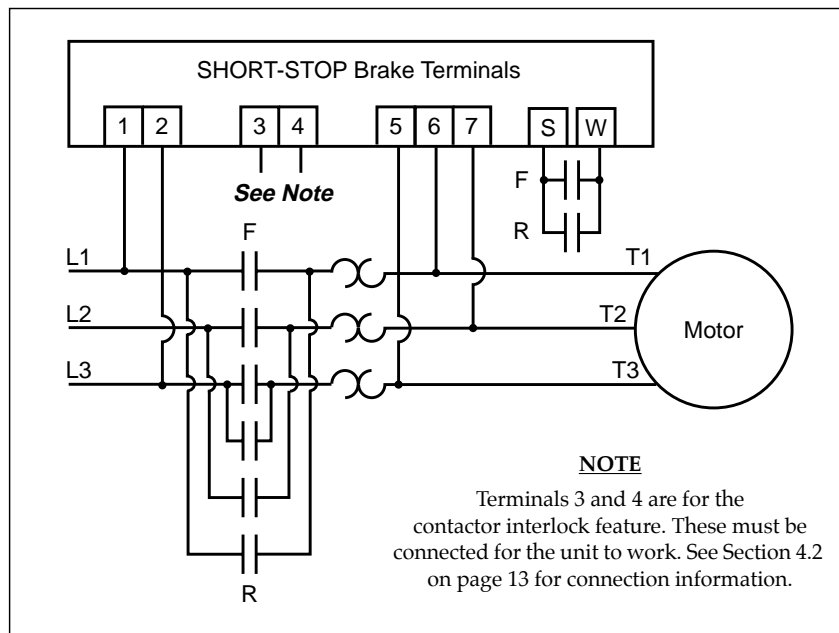 SHORT-STOP Brake Terminals
1 2 3 4 5 6 7 S W
See Note
F
R
F
L1
T1
L2
T2
Motor
L3
T3
R
NOTE
Terminals 3 and 4 are for the
contactor interlock feature. These must be
connected for the unit to work. See Section 4.2
on page 13 for connection information.